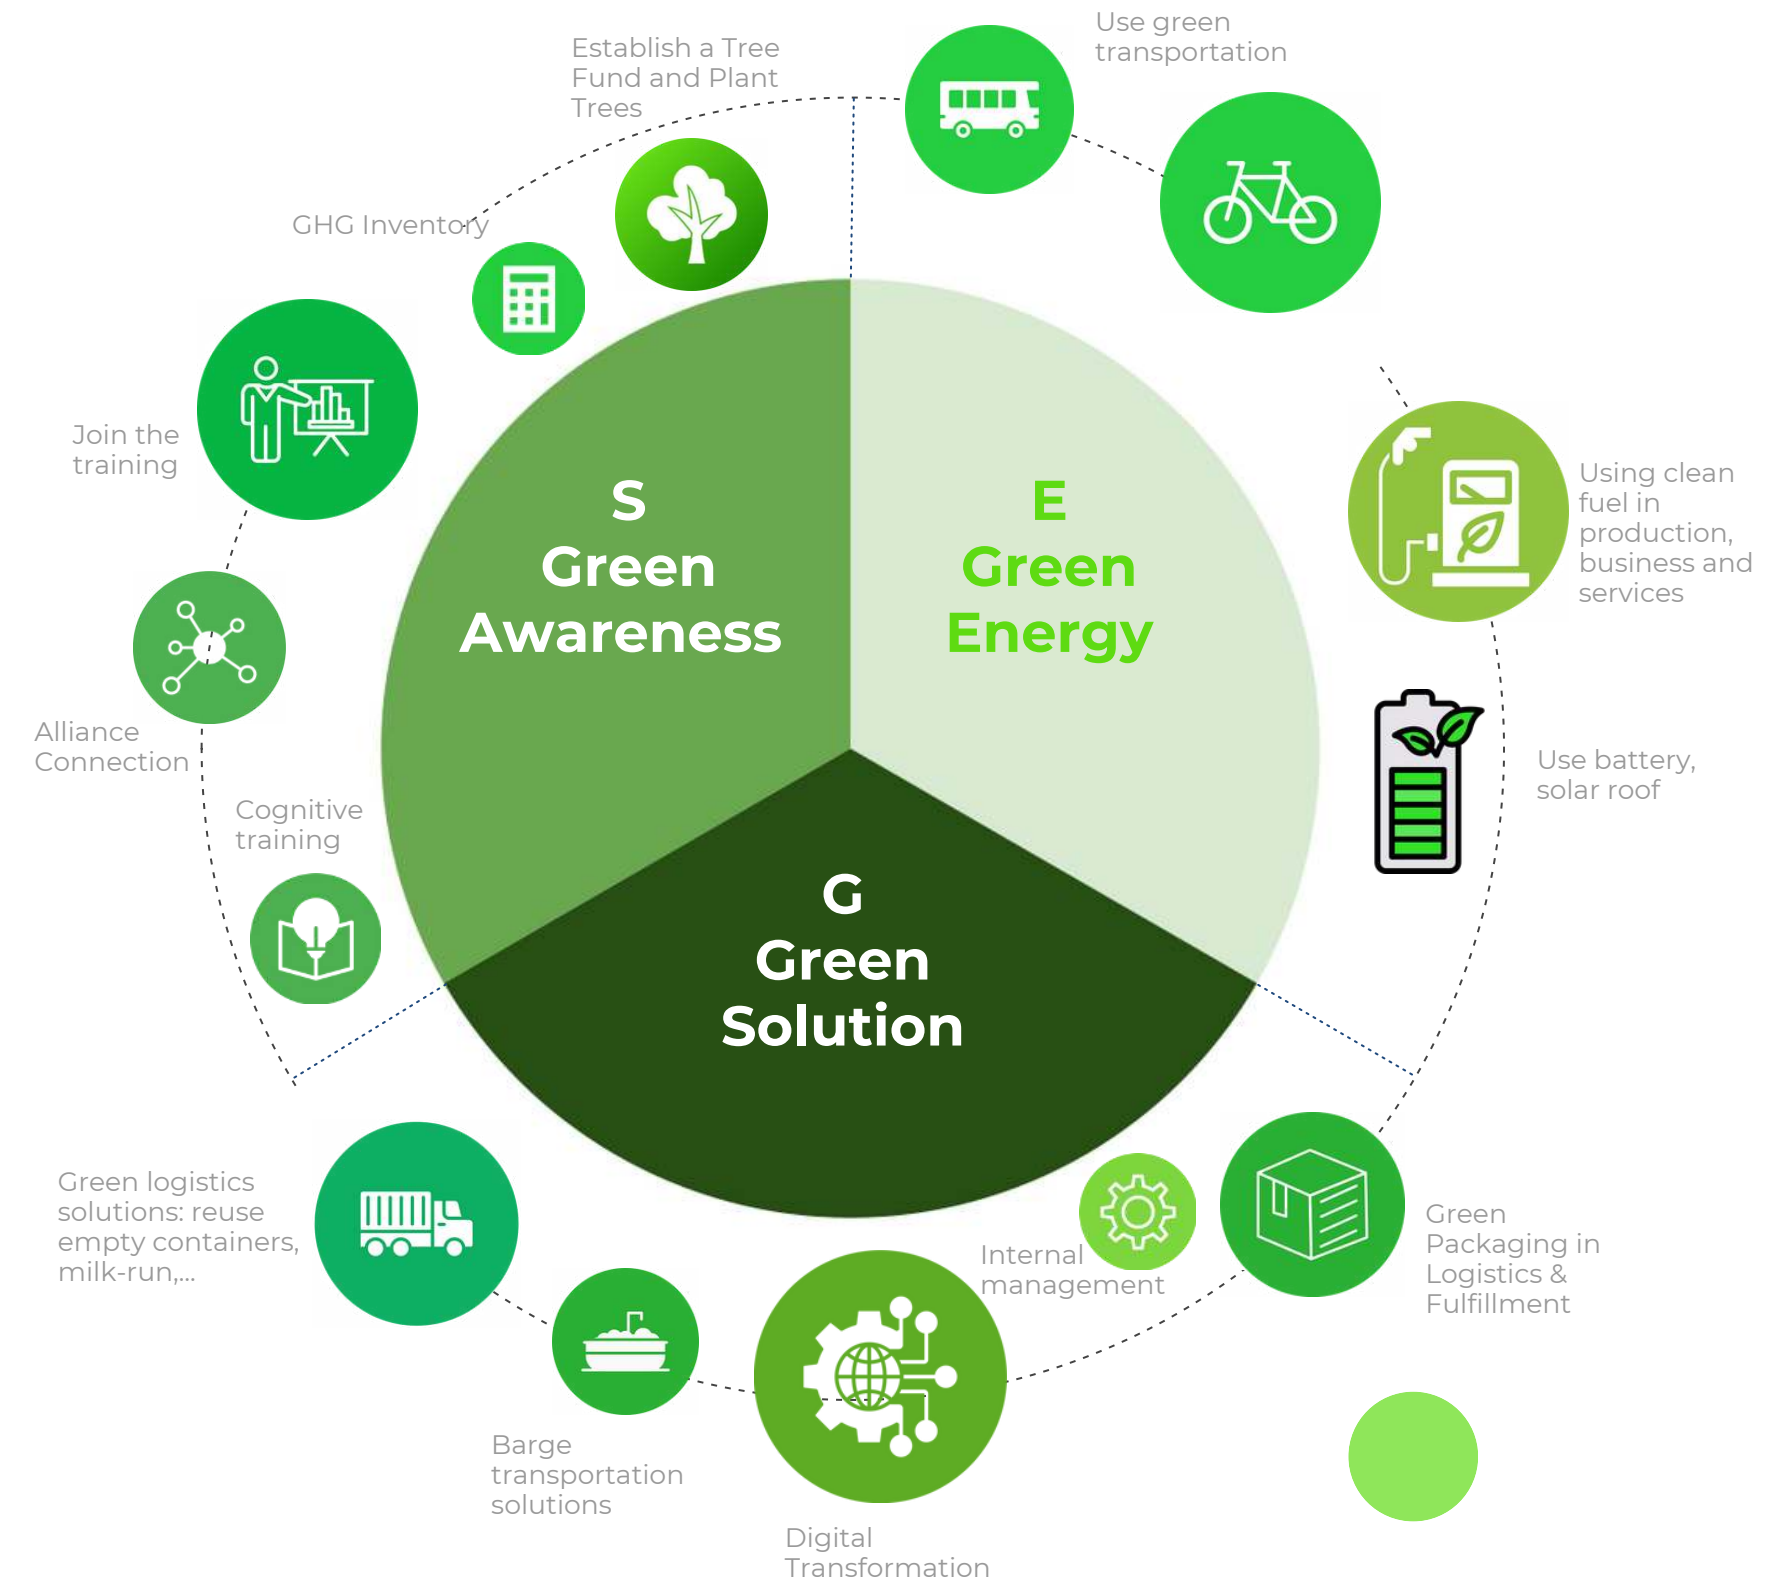 Use green
transportation
Establish a Tree
Fund and Plant
Trees
GHG Inventory
Join the
training
Alliance
Connection
Cognitive
training
S
Green
Awareness
E
Green
Energy
G
Green
Solution
Using clean
fuel in
production,
business and
services
Use battery,
solar roof
Green
Packaging in
Logistics &
Fulfillment
Internal
management
Digital
Transformation
Barge
transportation
solutions
Green logistics
solutions: reuse
empty containers,
milk-run,...